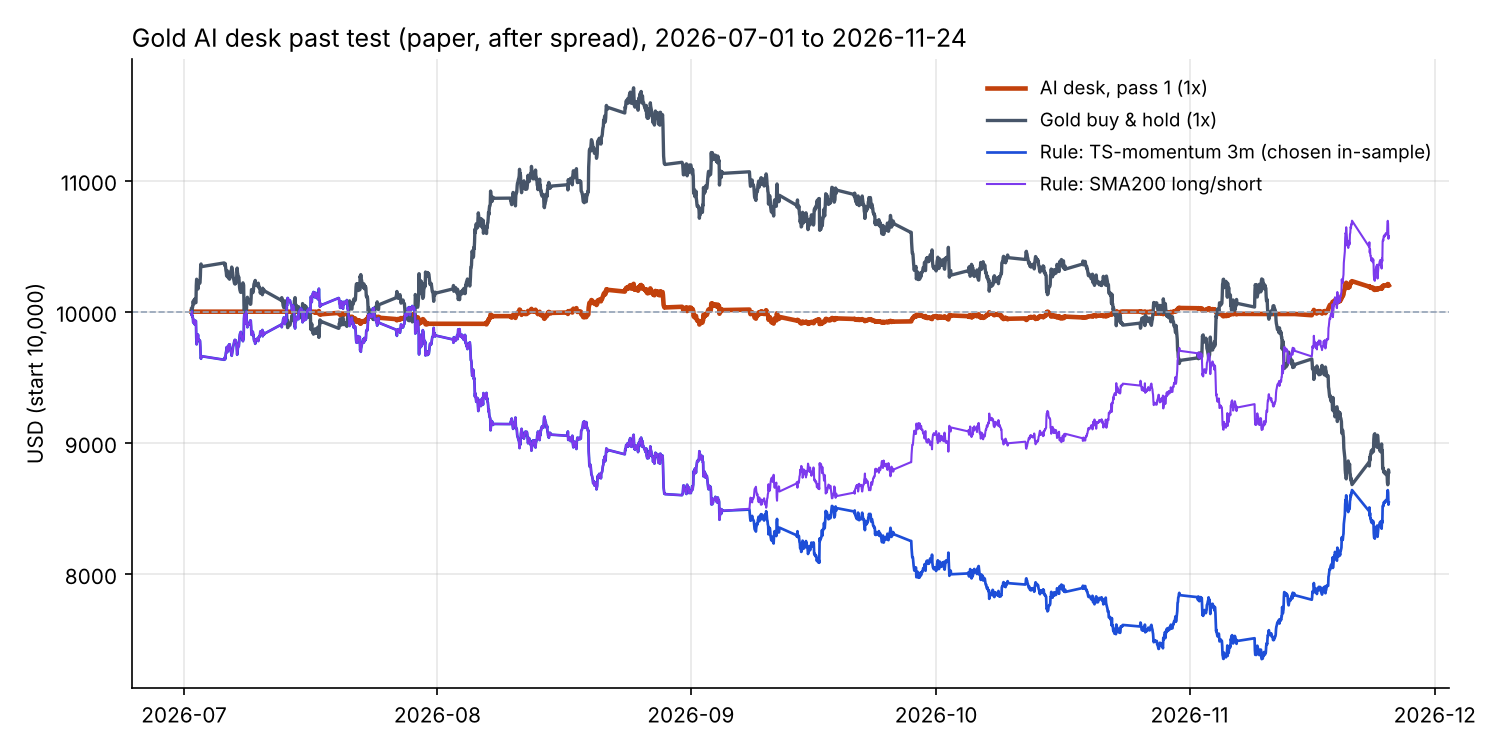 Gold AI desk past test (paper, after spread), 2026-07-01 to 2026-11-24
AI desk, pass 1 (1x)
Gold buy & hold (1x)
Rule: TS-momentum 3m (chosen in-sample)
Rule: SMA200 long/short
USD (start 10,000)
11000
10000
9000
8000
2026-07
2026-08
2026-09
2026-10
2026-11
2026-12